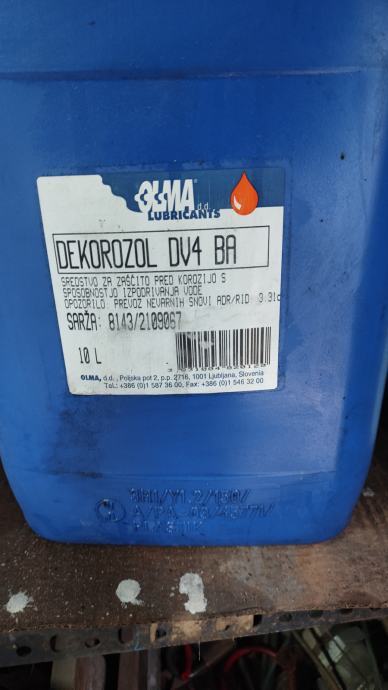 OLMA d.d.
LUBRICANTS
DEKOROZOL DV4 BA
SREDSTVO ZA ZAŠČITO PRED KOROZIJO S
SPOSOBNOSTJO IZPODRIVANJA VODE
OPOZORILO: PREVOZ NEVARNIH SNOVI ADR/RID 3.31c
SARŽA: 8143/2109067
10 L
OLMA, d.d., Poljska pot 2, p.p. 2716, 1001 Ljubljana, Slovenia
Tel.: +386 (0)1 587 36 00, Fax: +386 (0)1 546 32 00